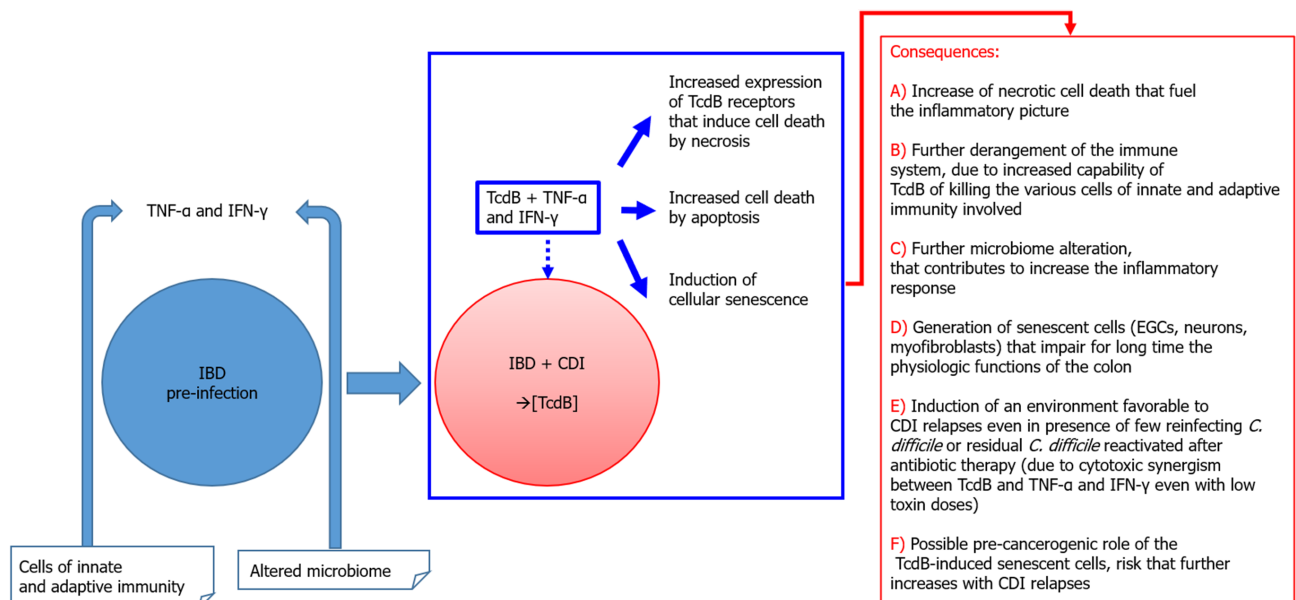 TNF-α and IFN-γ
IBD
pre-infection
Cells of innate
and adaptive immunity
Altered microbiome
TcdB + TNF-α
and IFN-γ
Increased expression
of TcdB receptors
that induce cell death
by necrosis
Increased cell death
by apoptosis
Induction of
cellular senescence
IBD + CDI
→[TcdB]
Consequences:
A) Increase of necrotic cell death that fuel
the inflammatory picture
B) Further derangement of the immune
system, due to increased capability of
TcdB of killing the various cells of innate and adaptive
immunity involved
C) Further microbiome alteration,
that contributes to increase the inflammatory
response
D) Generation of senescent cells (EGCs, neurons,
myofibroblasts) that impair for long time the
physiologic functions of the colon
E) Induction of an environment favorable to
CDI relapses even in presence of few reinfecting C.
difficile or residual C. difficile reactivated after
antibiotic therapy (due to cytotoxic synergism
between TcdB and TNF-α and IFN-γ even with low
toxin doses)
F) Possible pre-cancerogenic role of the
TcdB-induced senescent cells, risk that further
increases with CDI relapses